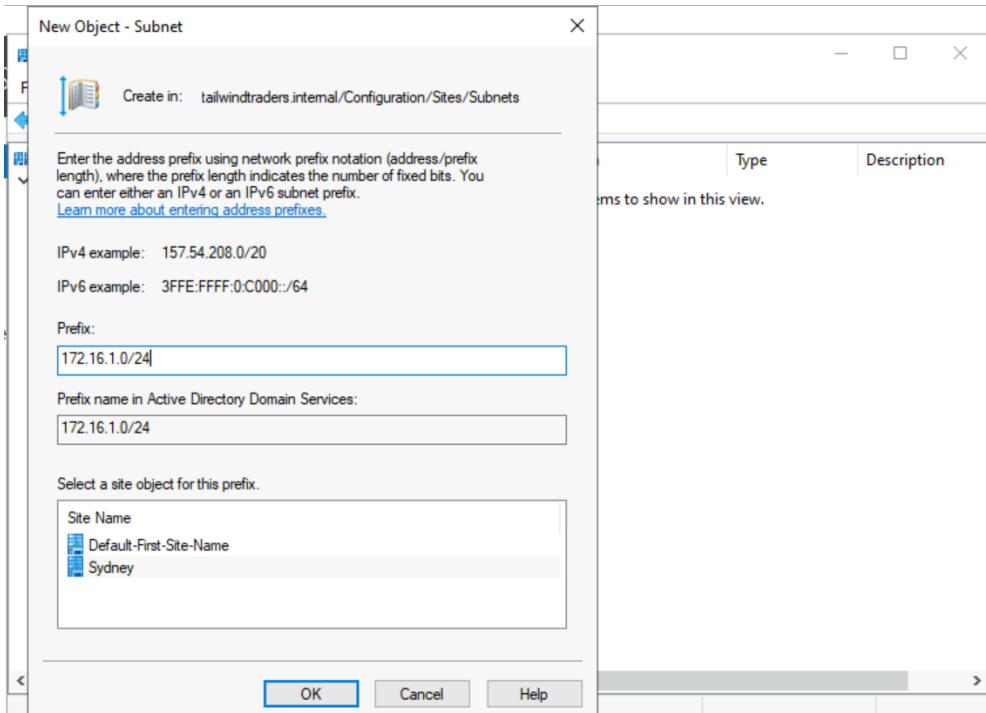 New Object - Subnet
Create in: tailwindtraders.internal/Configuration/Sites/Subnets
Enter the address prefix using network prefix notation (address/prefix
length), where the prefix length indicates the number of fixed bits. You
can enter either an IPv4 or an IPv6 subnet prefix.
Learn more about entering address prefixes.
IPv4 example: 157.54.208.0/20
IPv6 example: 3FFE:FFFF:0:C000::/64
Prefix:
172.16.1.0/24
Prefix name in Active Directory Domain Services:
172.16.1.0/24
Select a site object for this prefix.
Site Name
Default-First-Site-Name
Sydney
OK Cancel Help
Type Description
to show in this view.